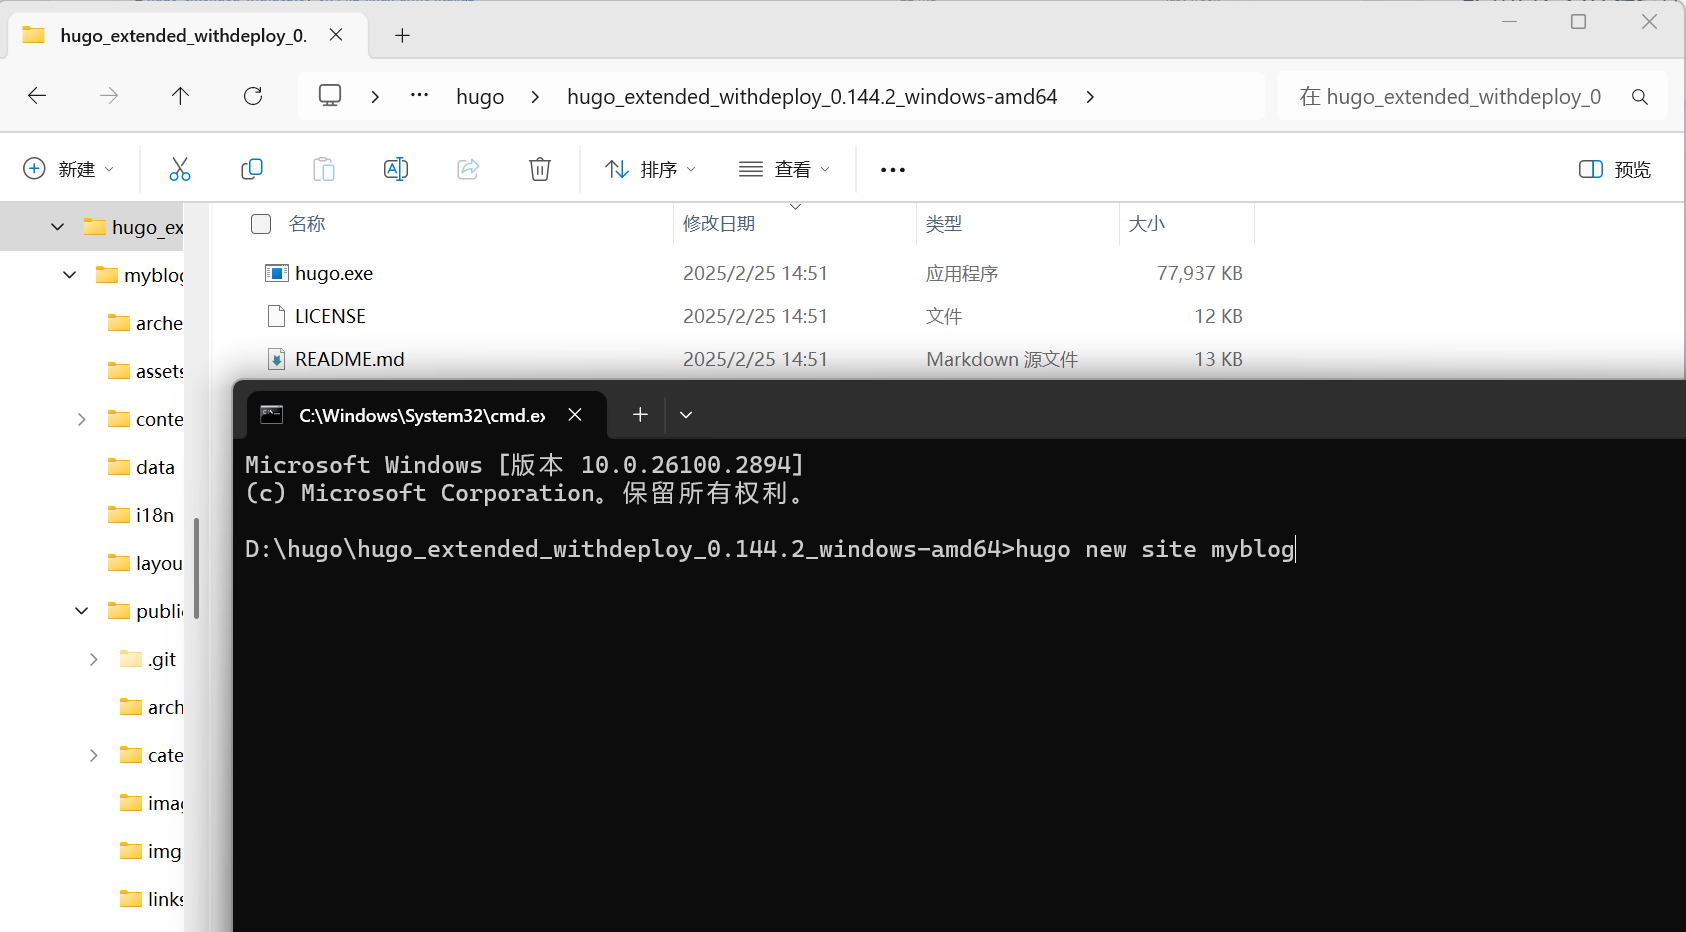 hugo_extended_withdeploy_0.
hugo
hugo_extended_withdeploy_0.144.2_windows-amd64
在 hugo_extended_withdeploy_0
新建
排序
查看
预览
hugo_ex
myblog
arche
assets
conte
data
i18n
layou
public
.git
arch
cate
imag
img
links
名称 修改日期 类型 大小
hugo.exe 2025/2/25 14:51 应用程序 77,937 KB
LICENSE 2025/2/25 14:51 文件 12 KB
README.md 2025/2/25 14:51 Markdown 源文件 13 KB
C:\Windows\System32\cmd.ex
Microsoft Windows [版本 10.0.26100.2894]
(c) Microsoft Corporation。保留所有权利。
D:\hugo\hugo_extended_withdeploy_0.144.2_windows-amd64>hugo new site myblog